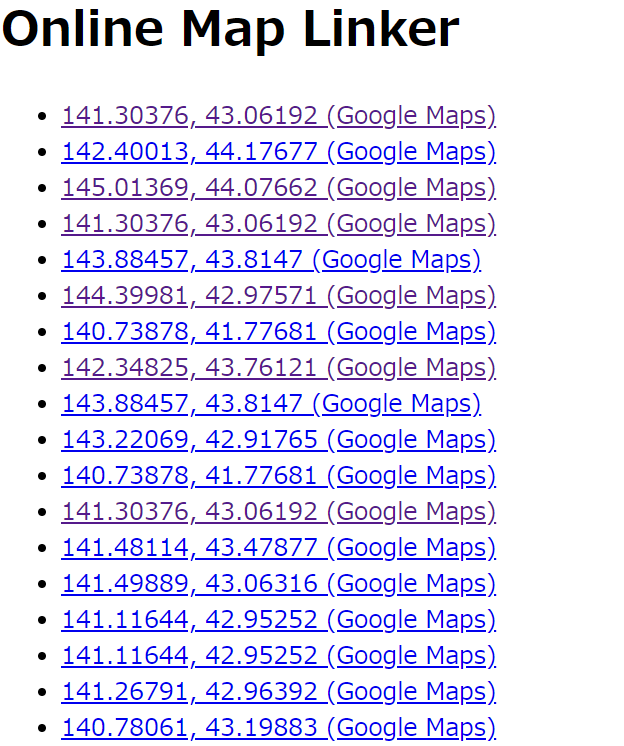 Online Map Linker
141.30376, 43.06192 (Google Maps)
142.40013, 44.17677 (Google Maps)
145.01369, 44.07662 (Google Maps)
141.30376, 43.06192 (Google Maps)
143.88457, 43.8147 (Google Maps)
144.39981, 42.97571 (Google Maps)
140.73878, 41.77681 (Google Maps)
142.34825, 43.76121 (Google Maps)
143.88457, 43.8147 (Google Maps)
143.22069, 42.91765 (Google Maps)
140.73878, 41.77681 (Google Maps)
141.30376, 43.06192 (Google Maps)
141.48114, 43.47877 (Google Maps)
141.49889, 43.06316 (Google Maps)
141.11644, 42.95252 (Google Maps)
141.11644, 42.95252 (Google Maps)
141.26791, 42.96392 (Google Maps)
140.78061, 43.19883 (Google Maps)